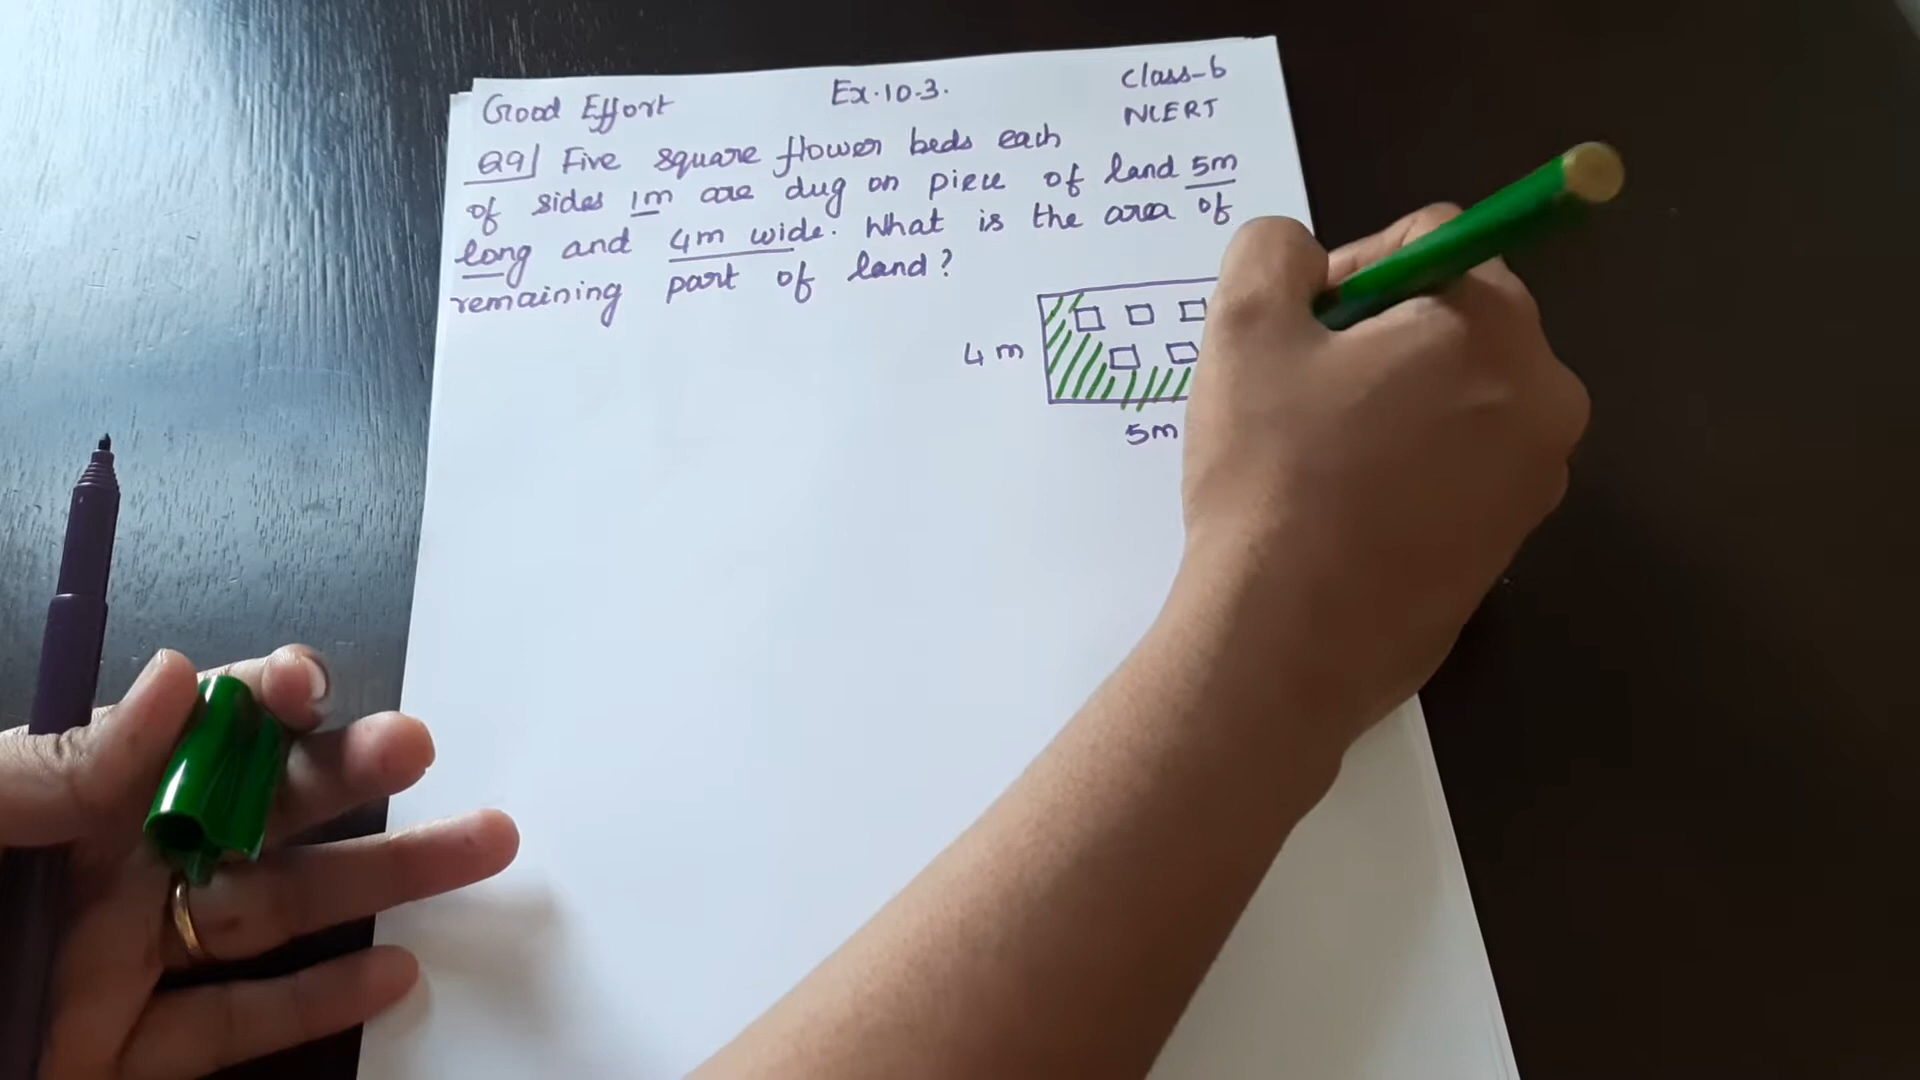 Good Effort Ex.10.3. Class-6
NCERT
Q9| Five square flower beds each
of sides 1m are dug on piece of land 5m
long and 4m wide. What is the area of
remaining part of land?
4 m
5m